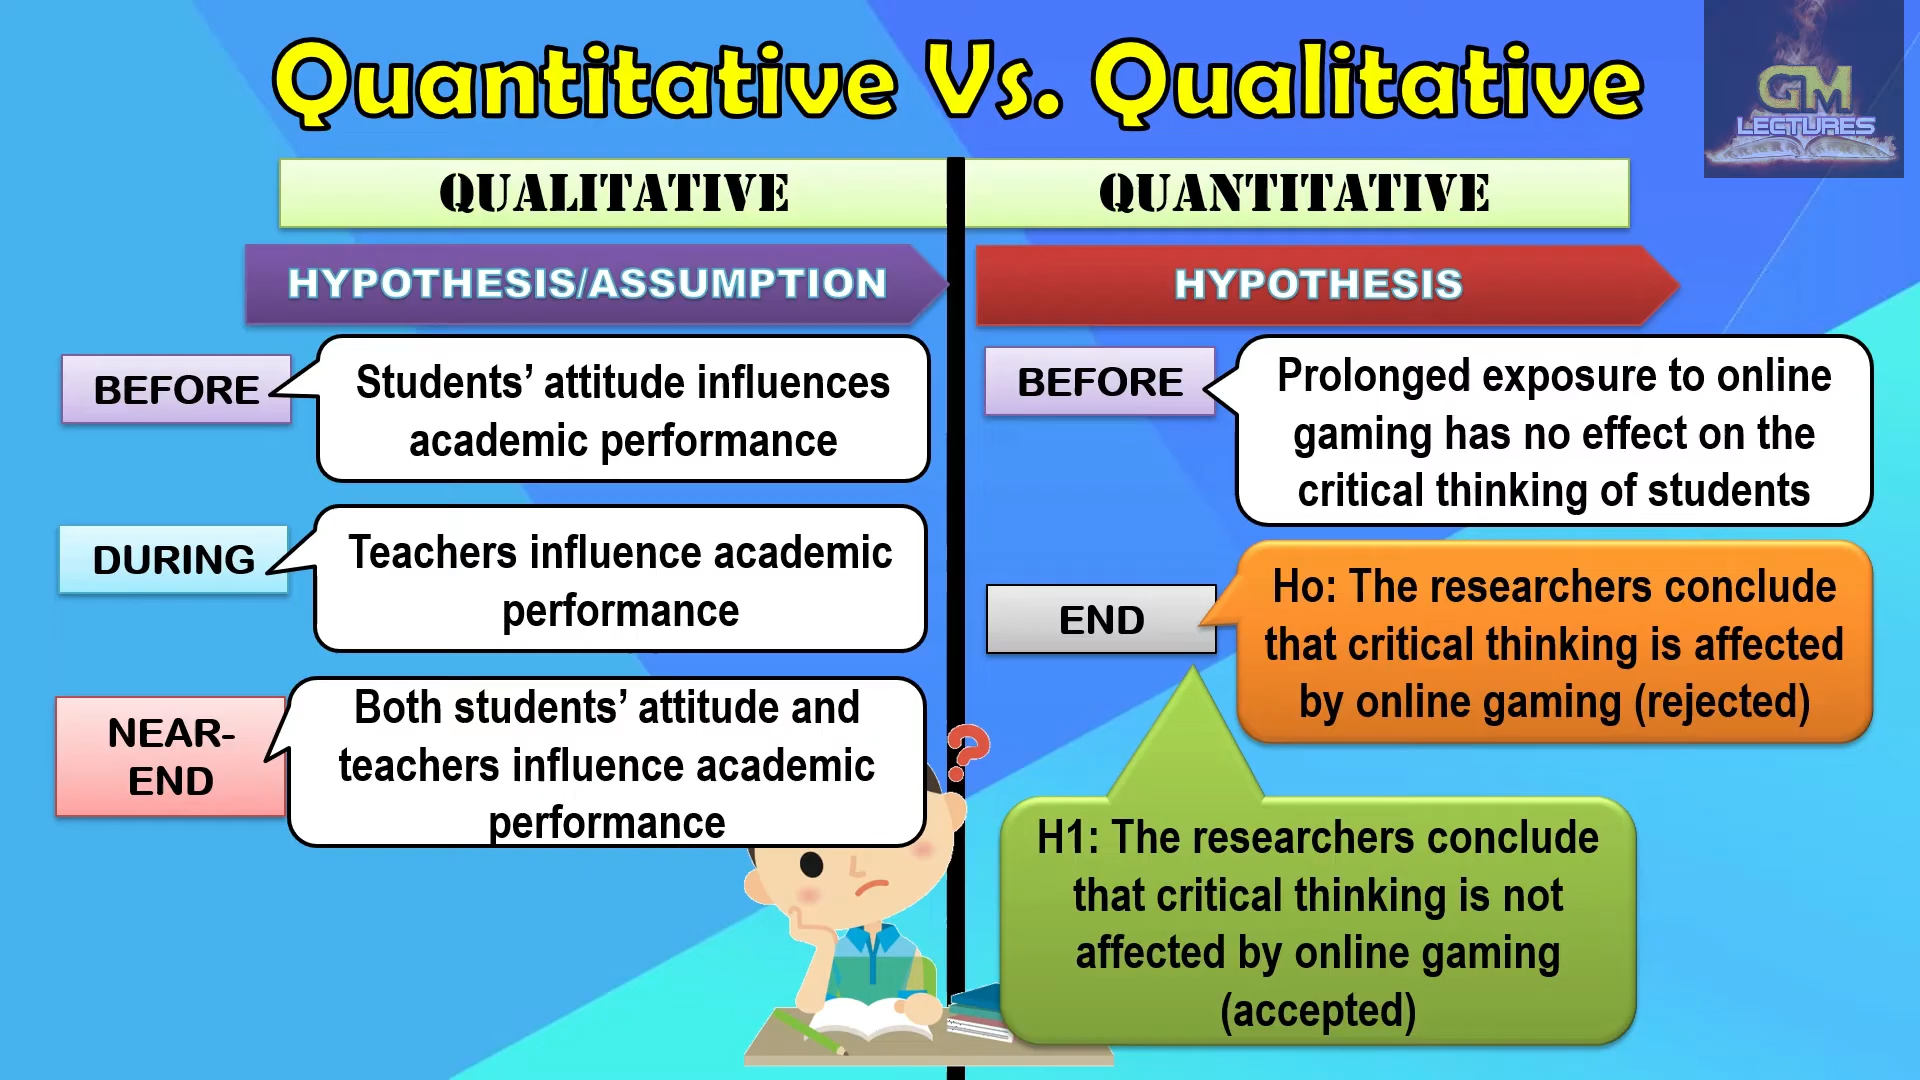 Quantitative Vs. Qualitative
GM
LECTURES
QUALITATIVE
HYPOTHESIS/ASSUMPTION
BEFORE
Students’ attitude influences
academic performance
DURING
Teachers influence academic
performance
NEAR-
END
Both students’ attitude and
teachers influence academic
performance
QUANTITATIVE
HYPOTHESIS
BEFORE
Prolonged exposure to online
gaming has no effect on the
critical thinking of students
END
Ho: The researchers conclude
that critical thinking is affected
by online gaming (rejected)
H1: The researchers conclude
that critical thinking is not
affected by online gaming
(accepted)
?